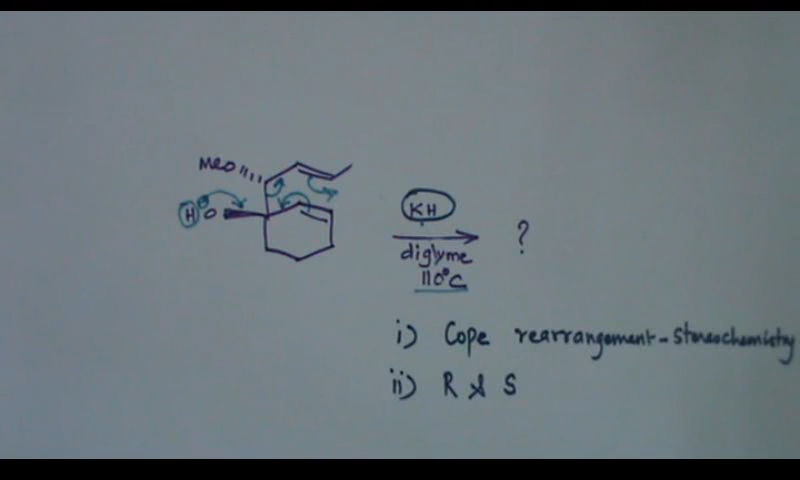 MeO
H O
KH
diglyme
110°C
?
i) Cope rearrangement - Stereochemistry
ii) R & S